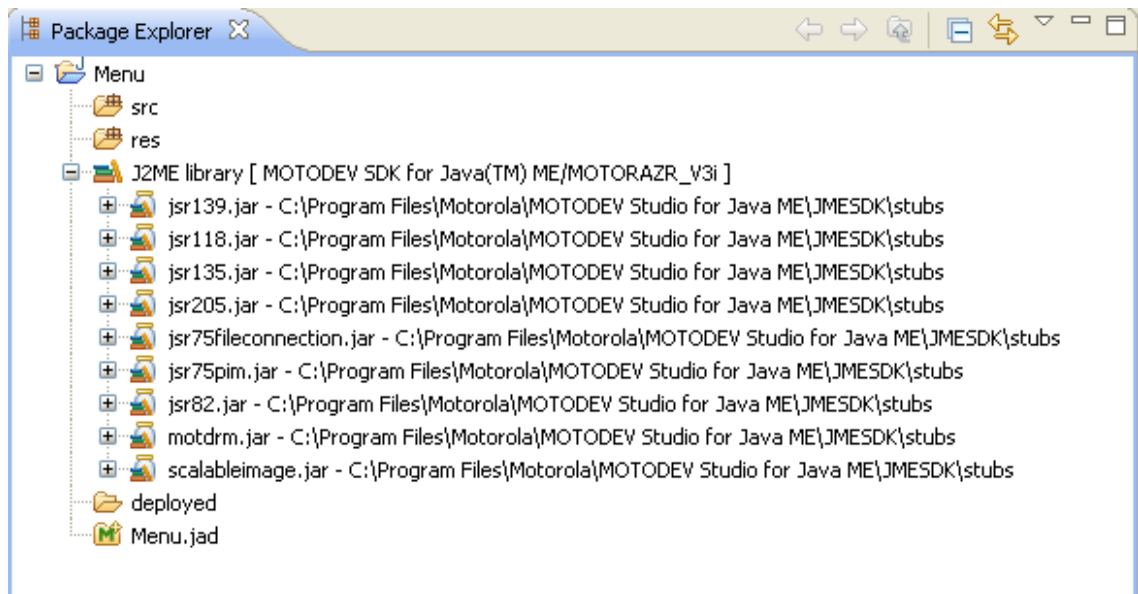 Package Explorer
Menu
src
res
J2ME library [ MOTODEV SDK for Java(TM) ME/MOTORAZR_V3i ]
jsr139.jar - C:\Program Files\Motorola\MOTODEV Studio for Java ME\JMESDK\stubs
jsr118.jar - C:\Program Files\Motorola\MOTODEV Studio for Java ME\JMESDK\stubs
jsr135.jar - C:\Program Files\Motorola\MOTODEV Studio for Java ME\JMESDK\stubs
jsr205.jar - C:\Program Files\Motorola\MOTODEV Studio for Java ME\JMESDK\stubs
jsr75fileconnection.jar - C:\Program Files\Motorola\MOTODEV Studio for Java ME\JMESDK\stubs
jsr75pim.jar - C:\Program Files\Motorola\MOTODEV Studio for Java ME\JMESDK\stubs
jsr82.jar - C:\Program Files\Motorola\MOTODEV Studio for Java ME\JMESDK\stubs
motdrm.jar - C:\Program Files\Motorola\MOTODEV Studio for Java ME\JMESDK\stubs
scalableimage.jar - C:\Program Files\Motorola\MOTODEV Studio for Java ME\JMESDK\stubs
deployed
Menu.jad